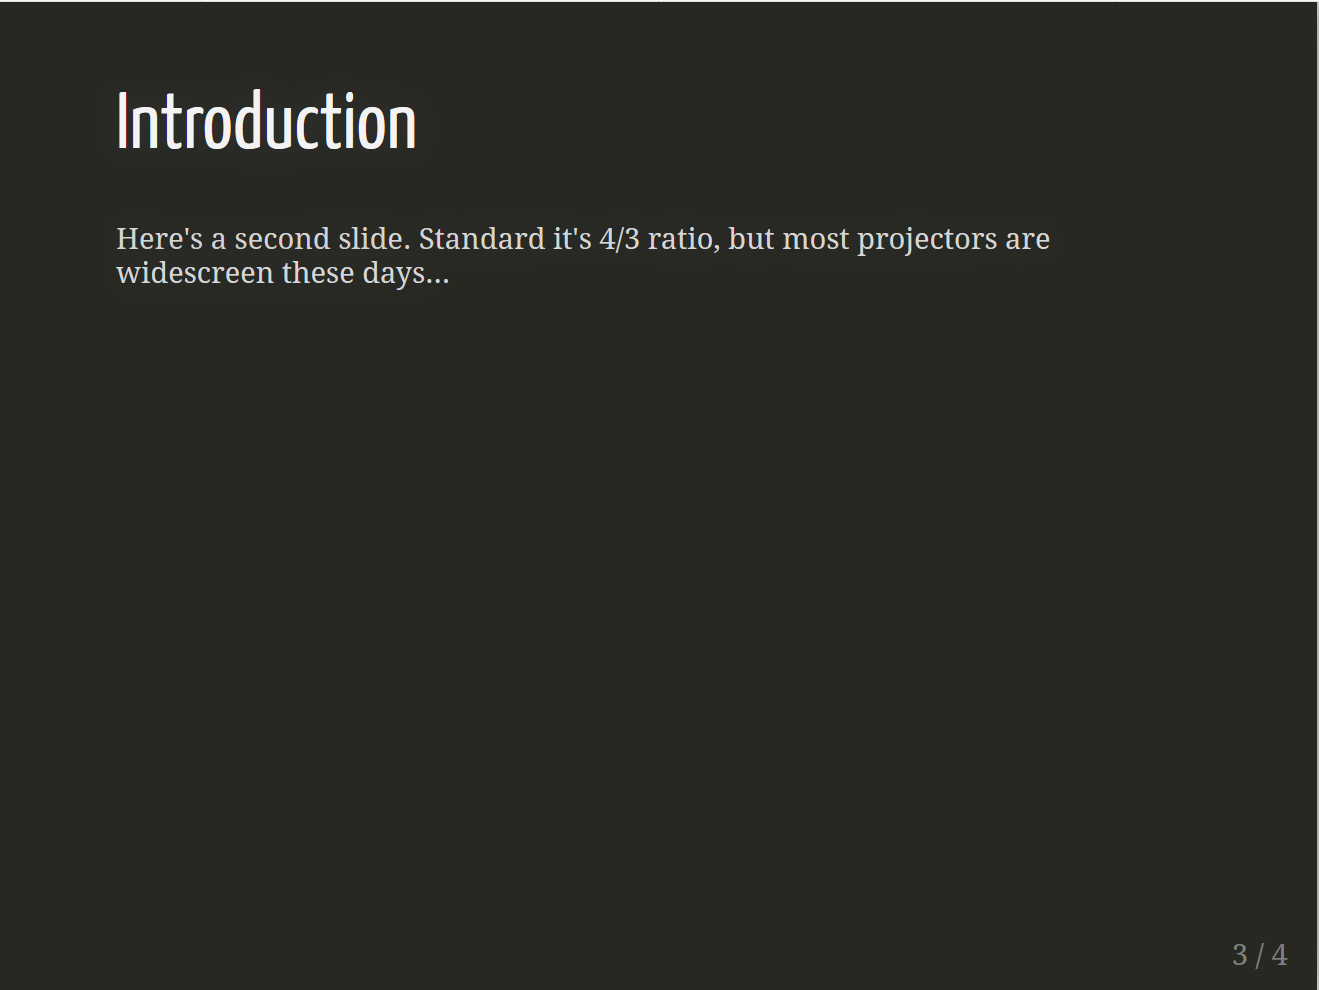 Introduction
Here's a second slide. Standard it's 4/3 ratio, but most projectors are
widescreen these days...
3 / 4